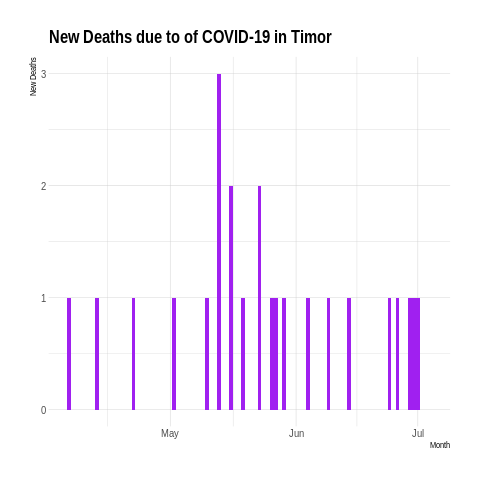 New Deaths due to of COVID-19 in Timor
New Deaths
3
2
1
0
May Jun Jul
Month